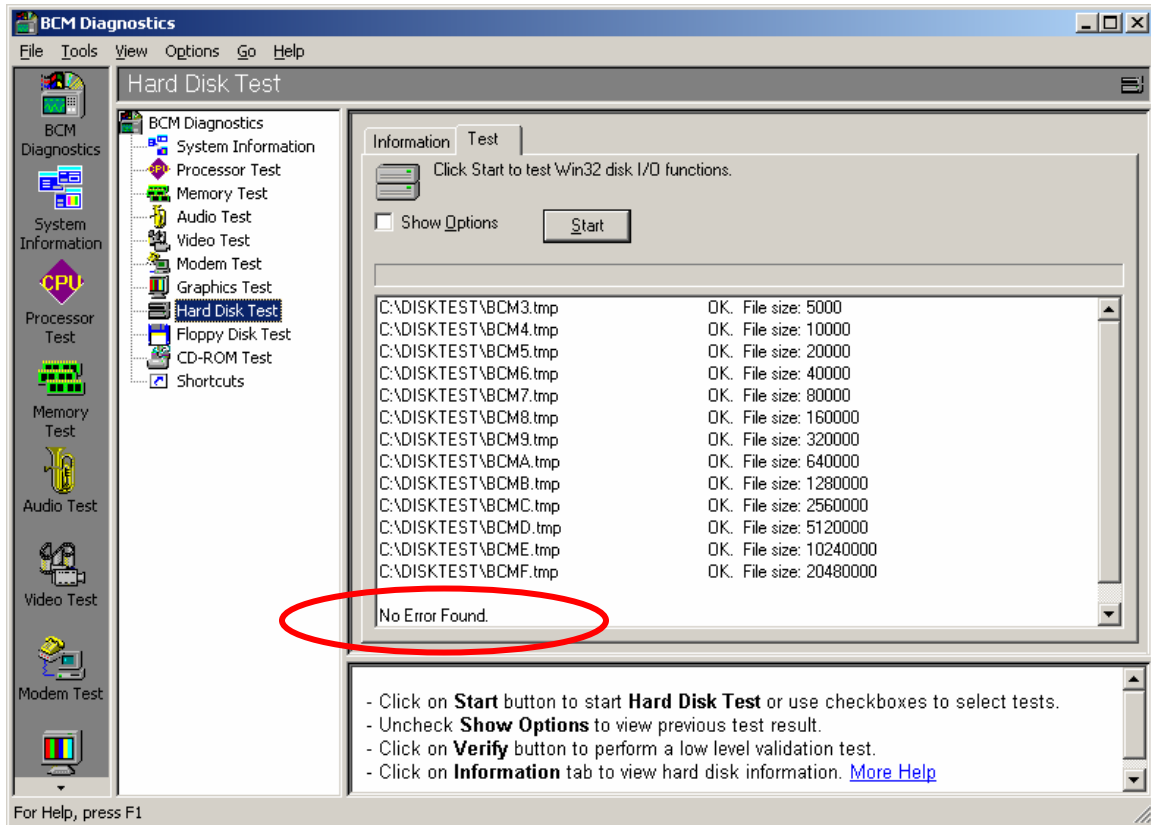 BCM Diagnostics
File Tools View Options Go Help
BCM
Diagnostics
System
Information
Processor
Test
Memory
Test
Audio Test
Video Test
Modem Test
Hard Disk Test
BCM Diagnostics
System Information
CPU Processor Test
Memory Test
Audio Test
Video Test
Modem Test
Graphics Test
Hard Disk Test
Floppy Disk Test
CD-ROM Test
Shortcuts
CPU
Information Test
Click Start to test Win32 disk I/O functions.
Show Options Start
C:\DISKTEST\BCM3.tmp OK. File size: 5000
C:\DISKTEST\BCM4.tmp OK. File size: 10000
C:\DISKTEST\BCM5.tmp OK. File size: 20000
C:\DISKTEST\BCM6.tmp OK. File size: 40000
C:\DISKTEST\BCM7.tmp OK. File size: 80000
C:\DISKTEST\BCM8.tmp OK. File size: 160000
C:\DISKTEST\BCM9.tmp OK. File size: 320000
C:\DISKTEST\BCMA.tmp OK. File size: 640000
C:\DISKTEST\BCMB.tmp OK. File size: 1280000
C:\DISKTEST\BCMC.tmp OK. File size: 2560000
C:\DISKTEST\BCMD.tmp OK. File size: 5120000
C:\DISKTEST\BCME.tmp OK. File size: 10240000
C:\DISKTEST\BCMF.tmp OK. File size: 20480000
No Error Found.
- Click on Start button to start Hard Disk Test or use checkboxes to select tests.
- Uncheck Show Options to view previous test result.
- Click on Verify button to perform a low level validation test.
- Click on Information tab to view hard disk information. More Help
For Help, press F1